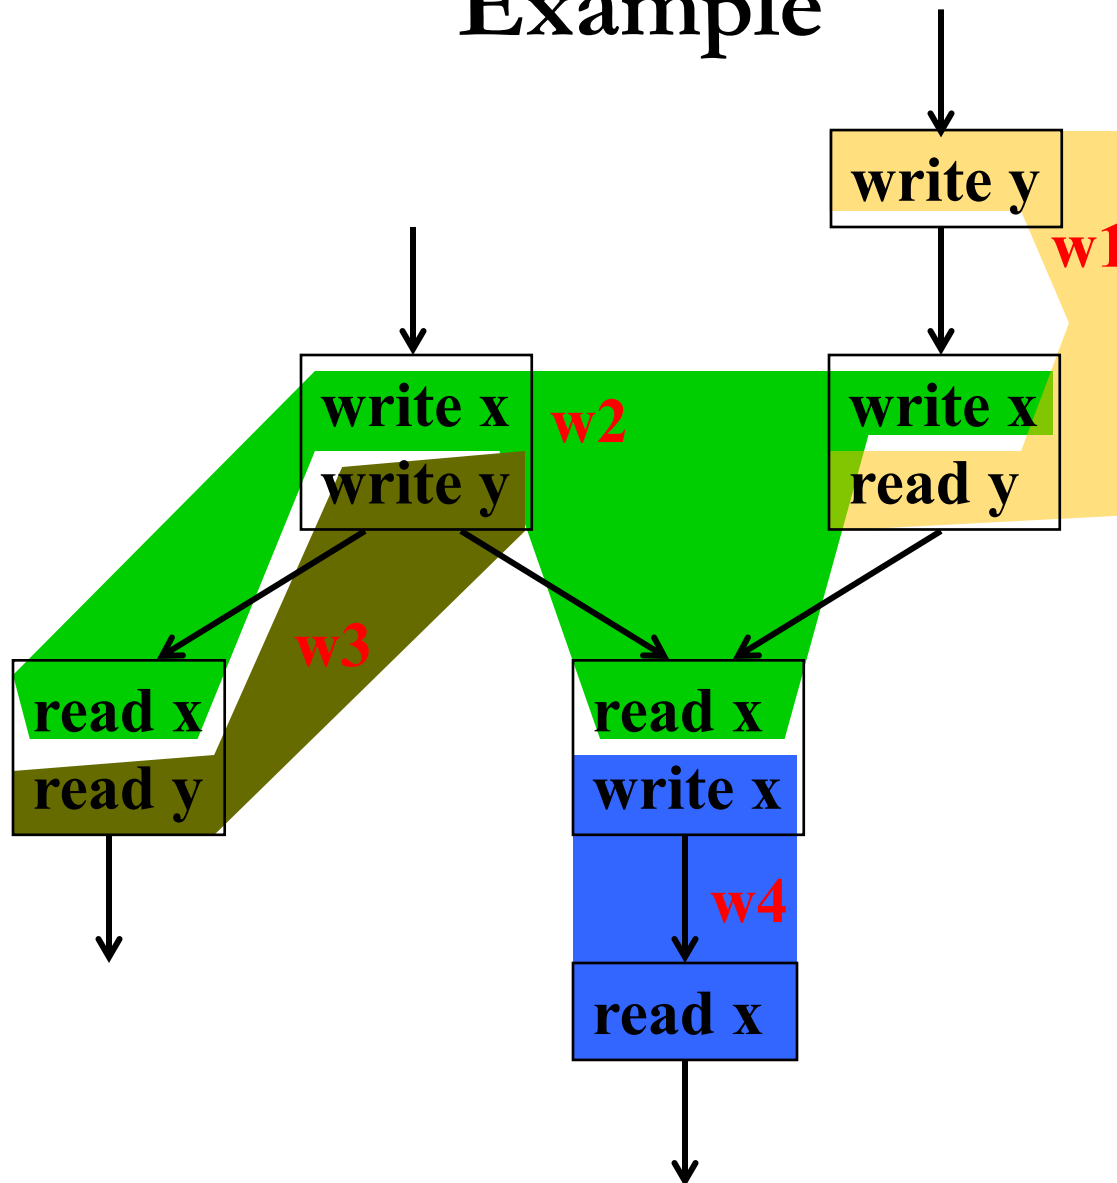 Example
write y
w1
write x
write y
w2
write x
read y
w3
read x
read y
read x
write x
w4
read x